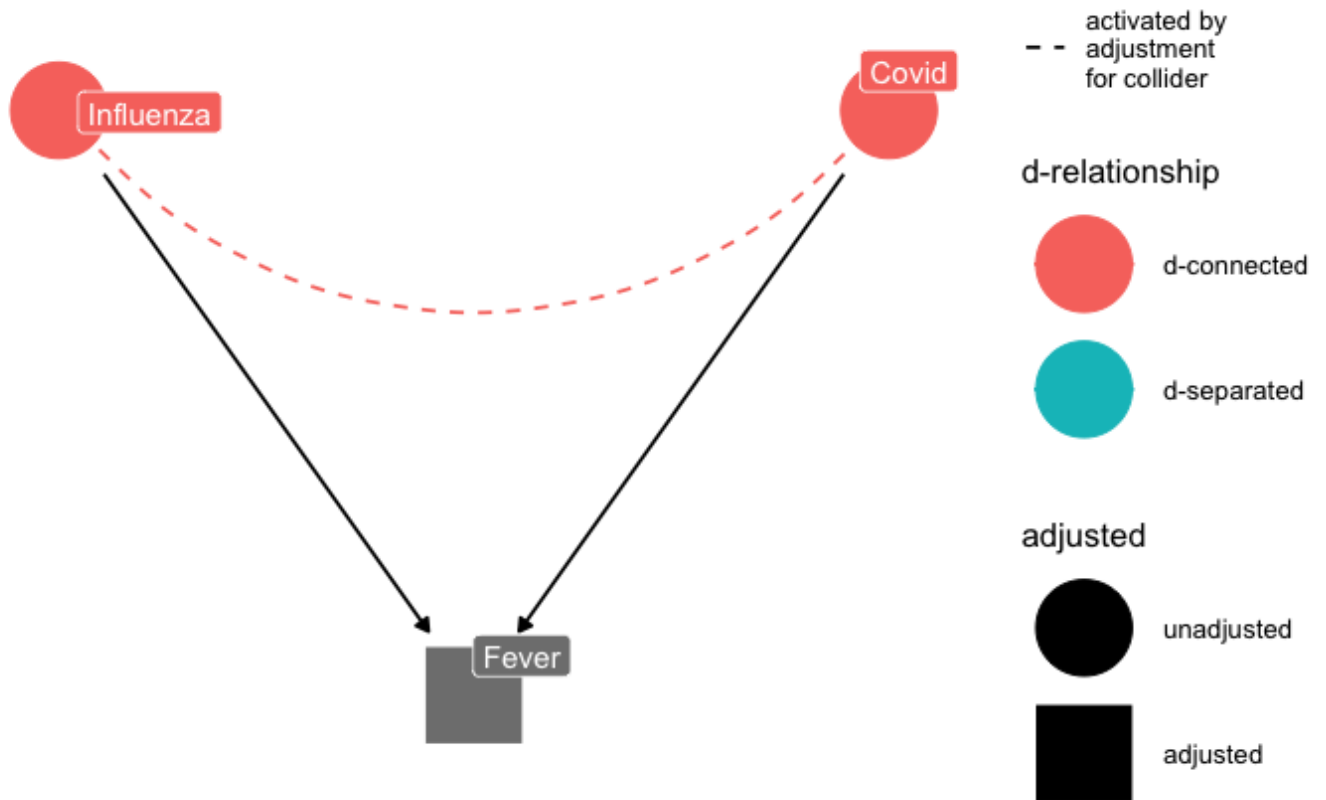 activated by
adjustment
for collider
Covid
Influenza
d-relationship
d-connected
d-separated
adjusted
unadjusted
Fever
adjusted